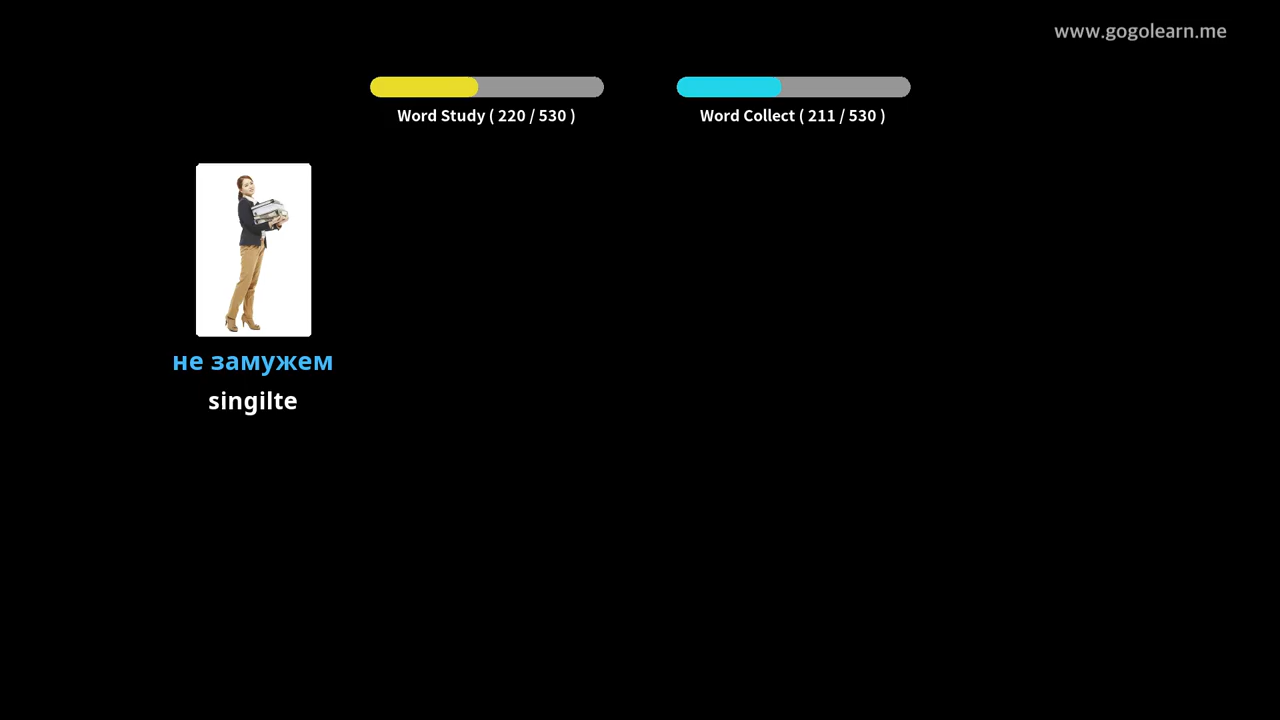 www.gogolearn.me
Word Study ( 220 / 530 )
Word Collect ( 211 / 530 )
не замужем
singilte